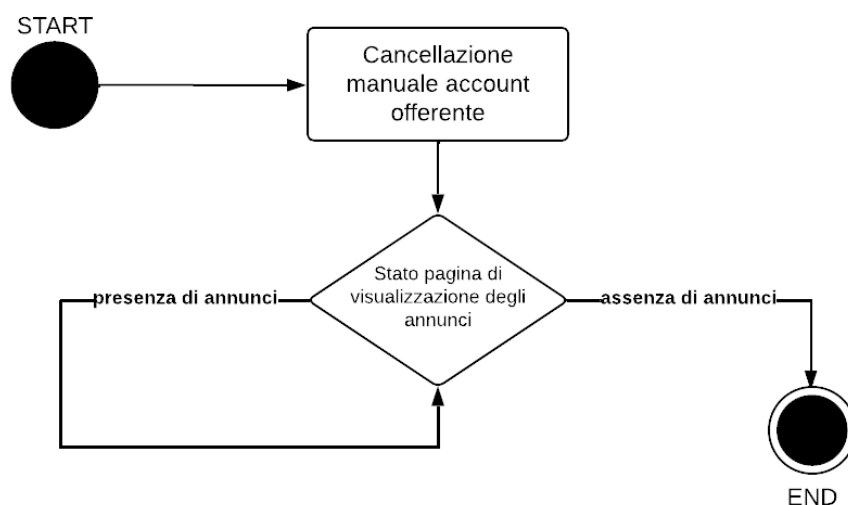 START
Cancellazione
manuale account
offerente
Stato pagina di
visualizzazione degli
annunci
presenza di annunci
assenza di annunci
END